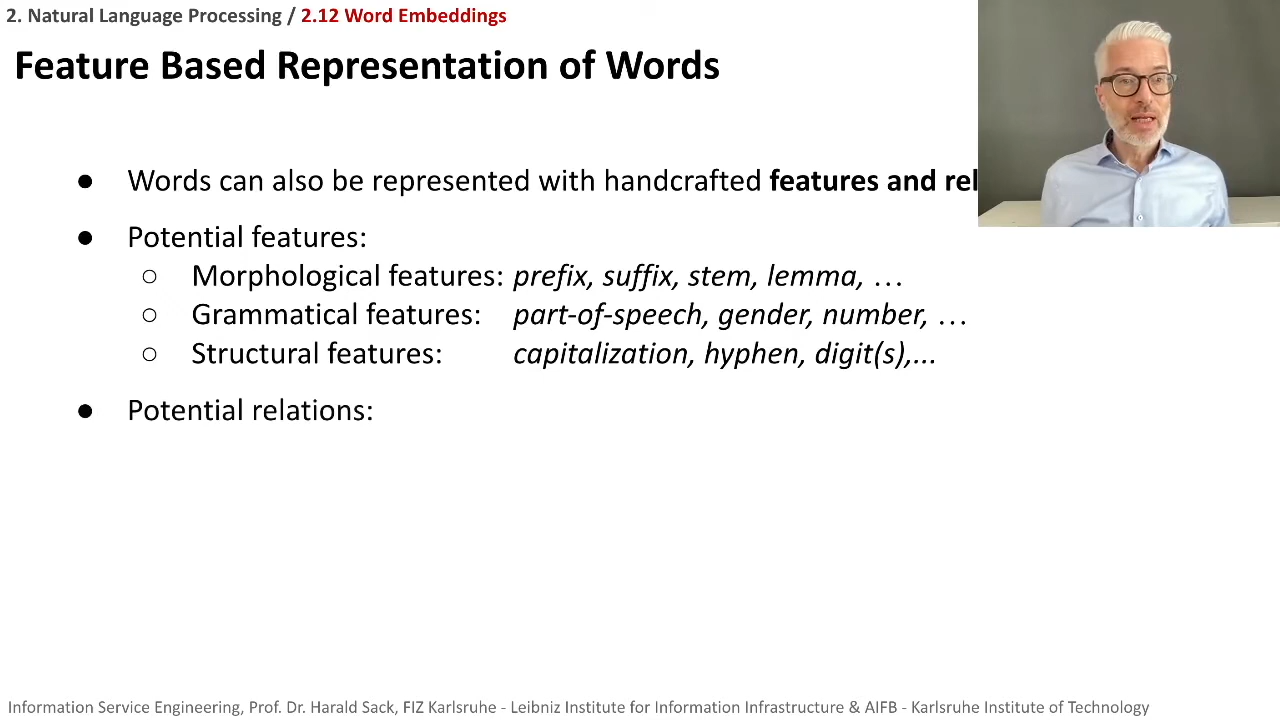 2. Natural Language Processing / 2.12 Word Embeddings
Feature Based Representation of Words
● Words can also be represented with handcrafted features and rel
● Potential features:
○ Morphological features: prefix, suffix, stem, lemma, …
○ Grammatical features: part-of-speech, gender, number, …
○ Structural features: capitalization, hyphen, digit(s),...
● Potential relations:
Information Service Engineering, Prof. Dr. Harald Sack, FIZ Karlsruhe - Leibniz Institute for Information Infrastructure & AIFB - Karlsruhe Institute of Technology